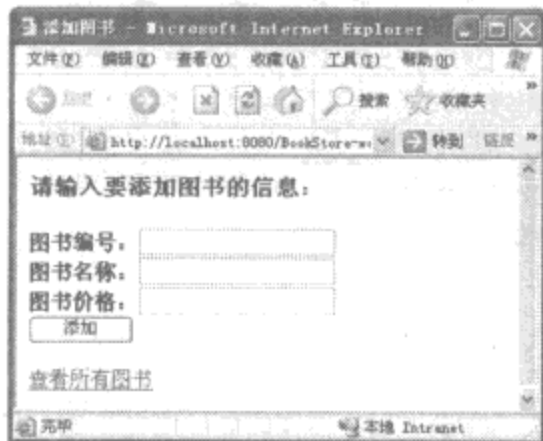 添加图书 - Microsoft Internet Explorer
文件(F) 编辑(E) 查看(V) 收藏(A) 工具(T) 帮助(H)
搜索 收藏夹
地址(D) http://localhost:8080/BookStore-w 转到 链接 »
请输入要添加图书的信息：
图书编号：
图书名称：
图书价格：
添加
查看所有图书
完毕 本地 Intranet